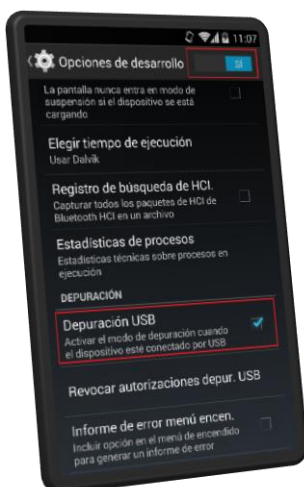 11:07
Opciones de desarrollo SÍ
La pantalla nunca entra en modo de
suspensión si el dispositivo se está
cargando
Elegir tiempo de ejecución
Usar Dalvik
Registro de búsqueda de HCI.
Capturar todos los paquetes de HCI de
Bluetooth HCI en un archivo
Estadísticas de procesos
Estadísticas técnicas sobre procesos en
ejecución
DEPURACIÓN
Depuración USB
Activar el modo de depuración cuando
el dispositivo esté conectado por USB
Revocar autorizaciones depur. USB
Informe de error menú encen.
Incluir opción en el menú de encendido
para generar un informe de error